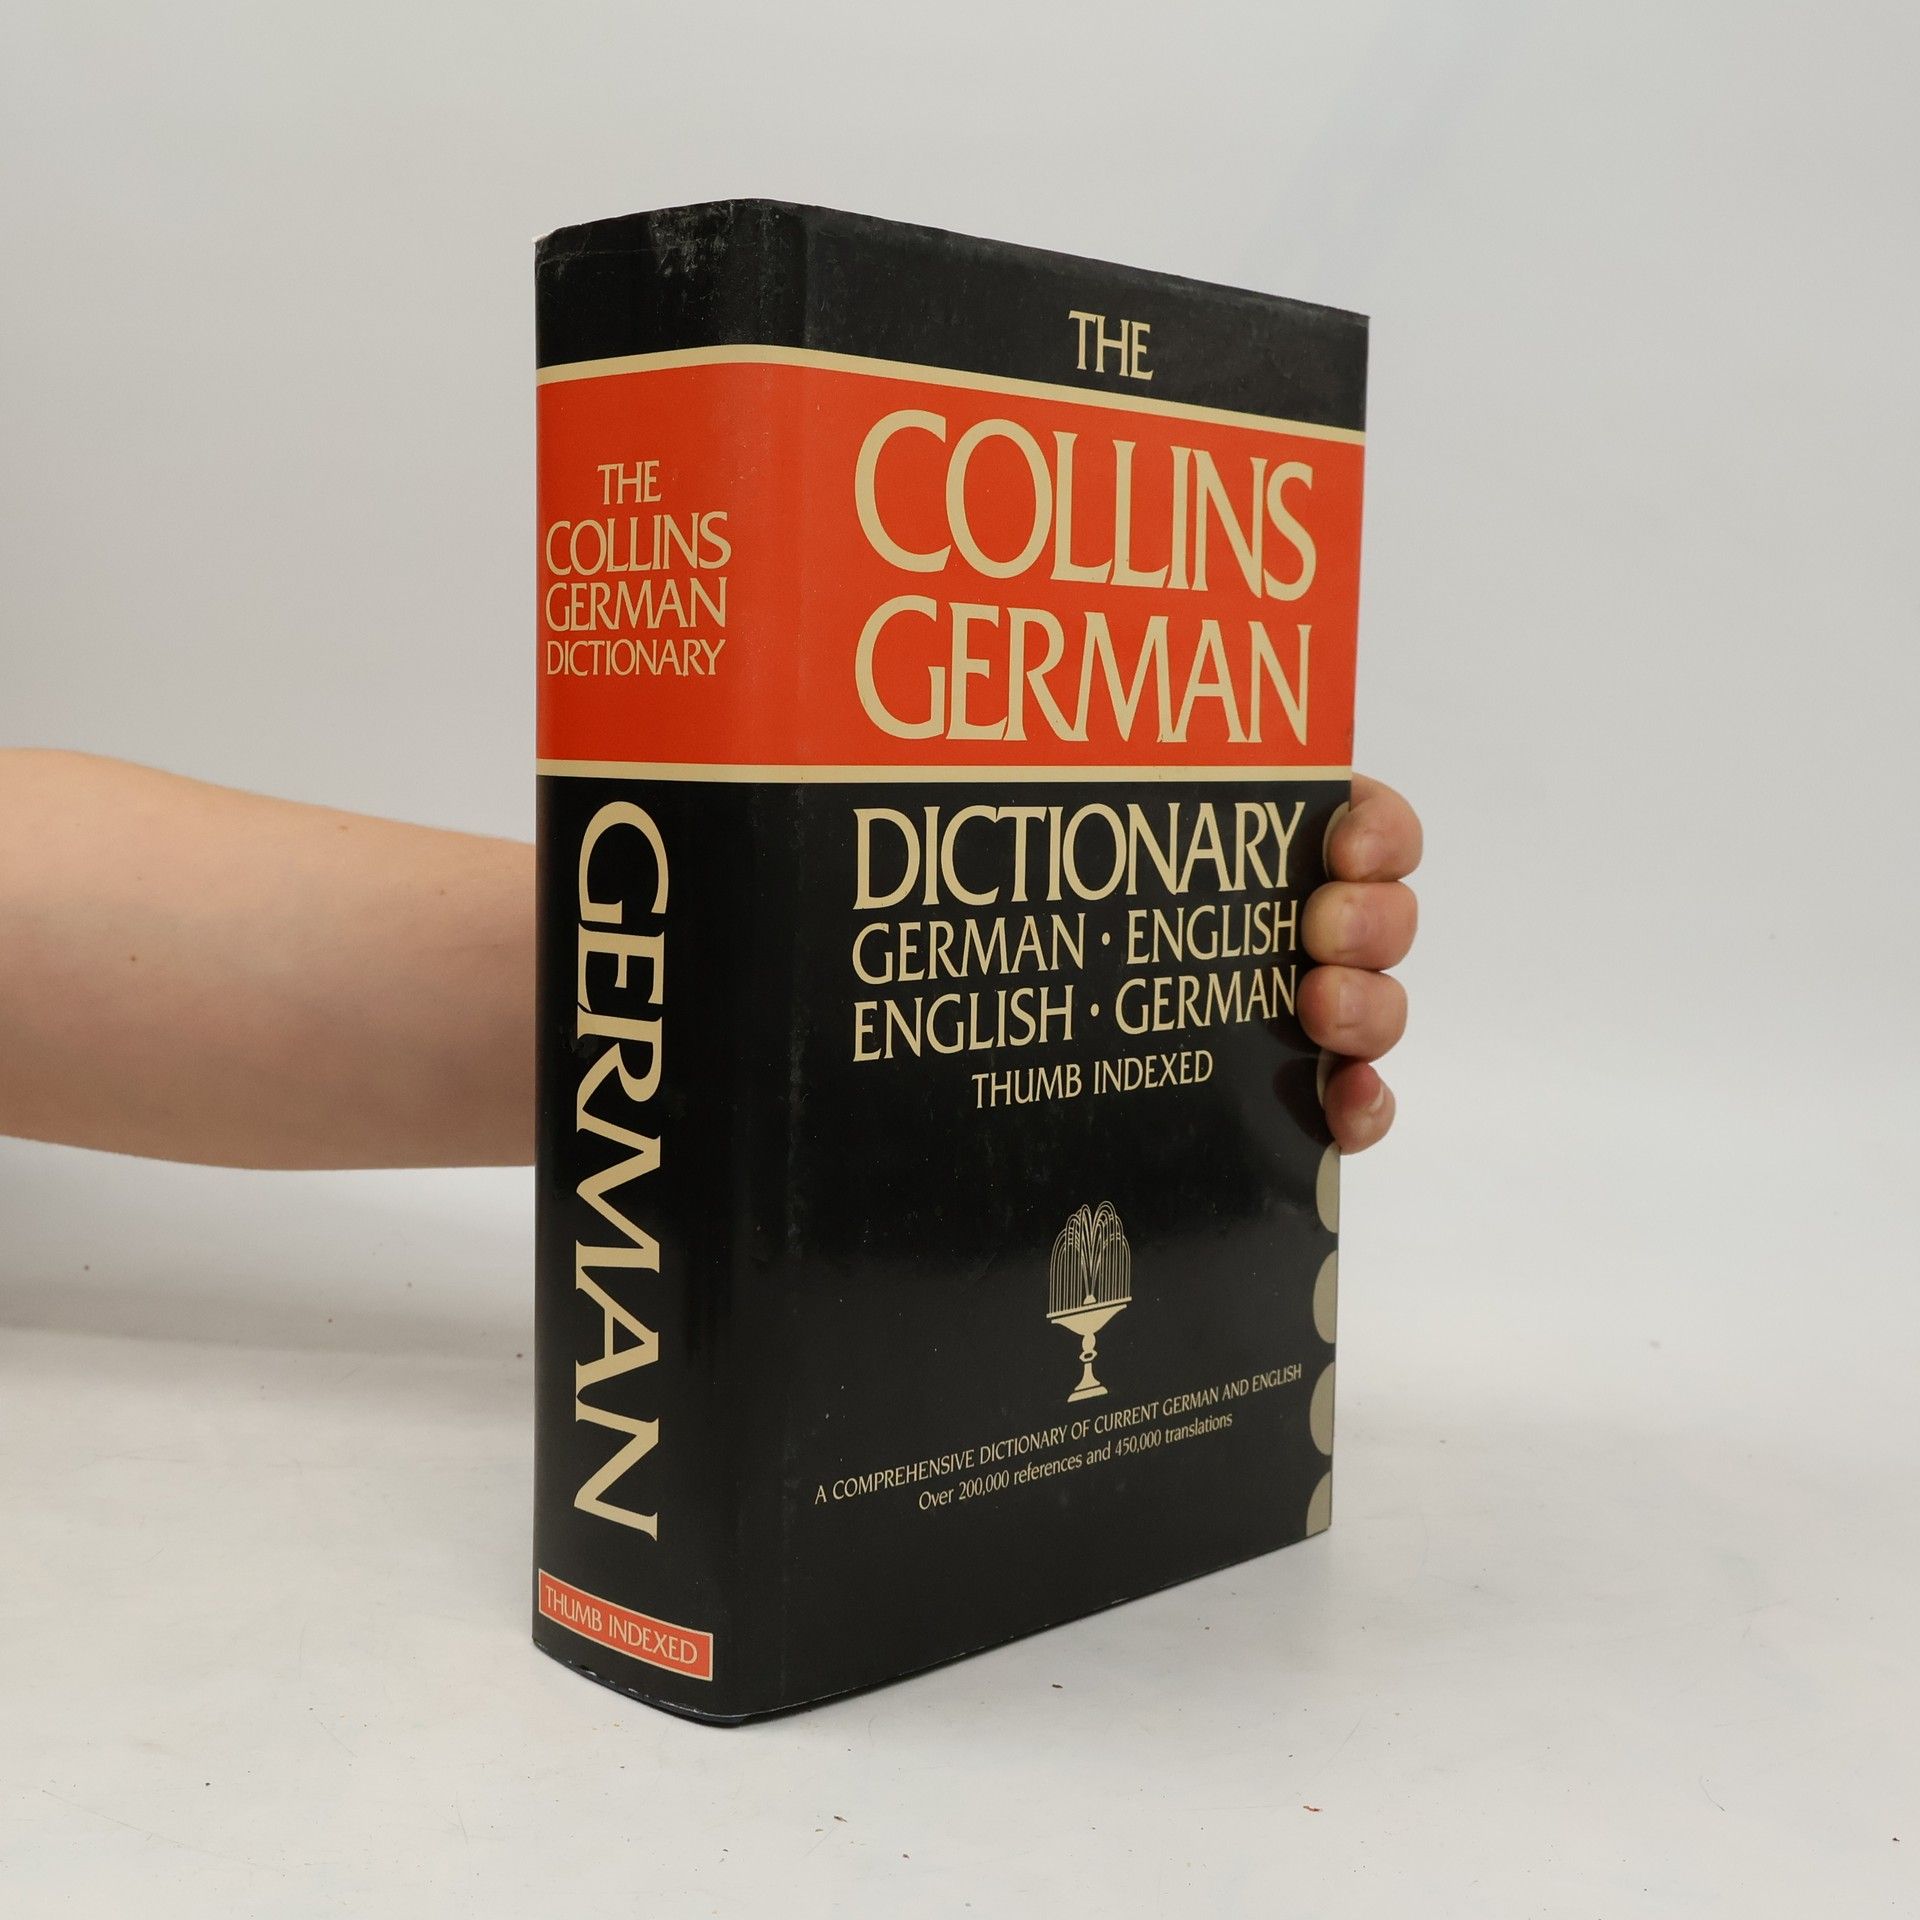 THE
COLLINS
GERMAN
DICTIONARY
GERMAN
THUMB INDEXED
THE
COLLINS
GERMAN
DICTIONARY
GERMAN • ENGLISH
ENGLISH • GERMAN
THUMB INDEXED
A COMPREHENSIVE DICTIONARY OF CURRENT GERMAN AND ENGLISH
Over 200,000 references and 450,000 translations